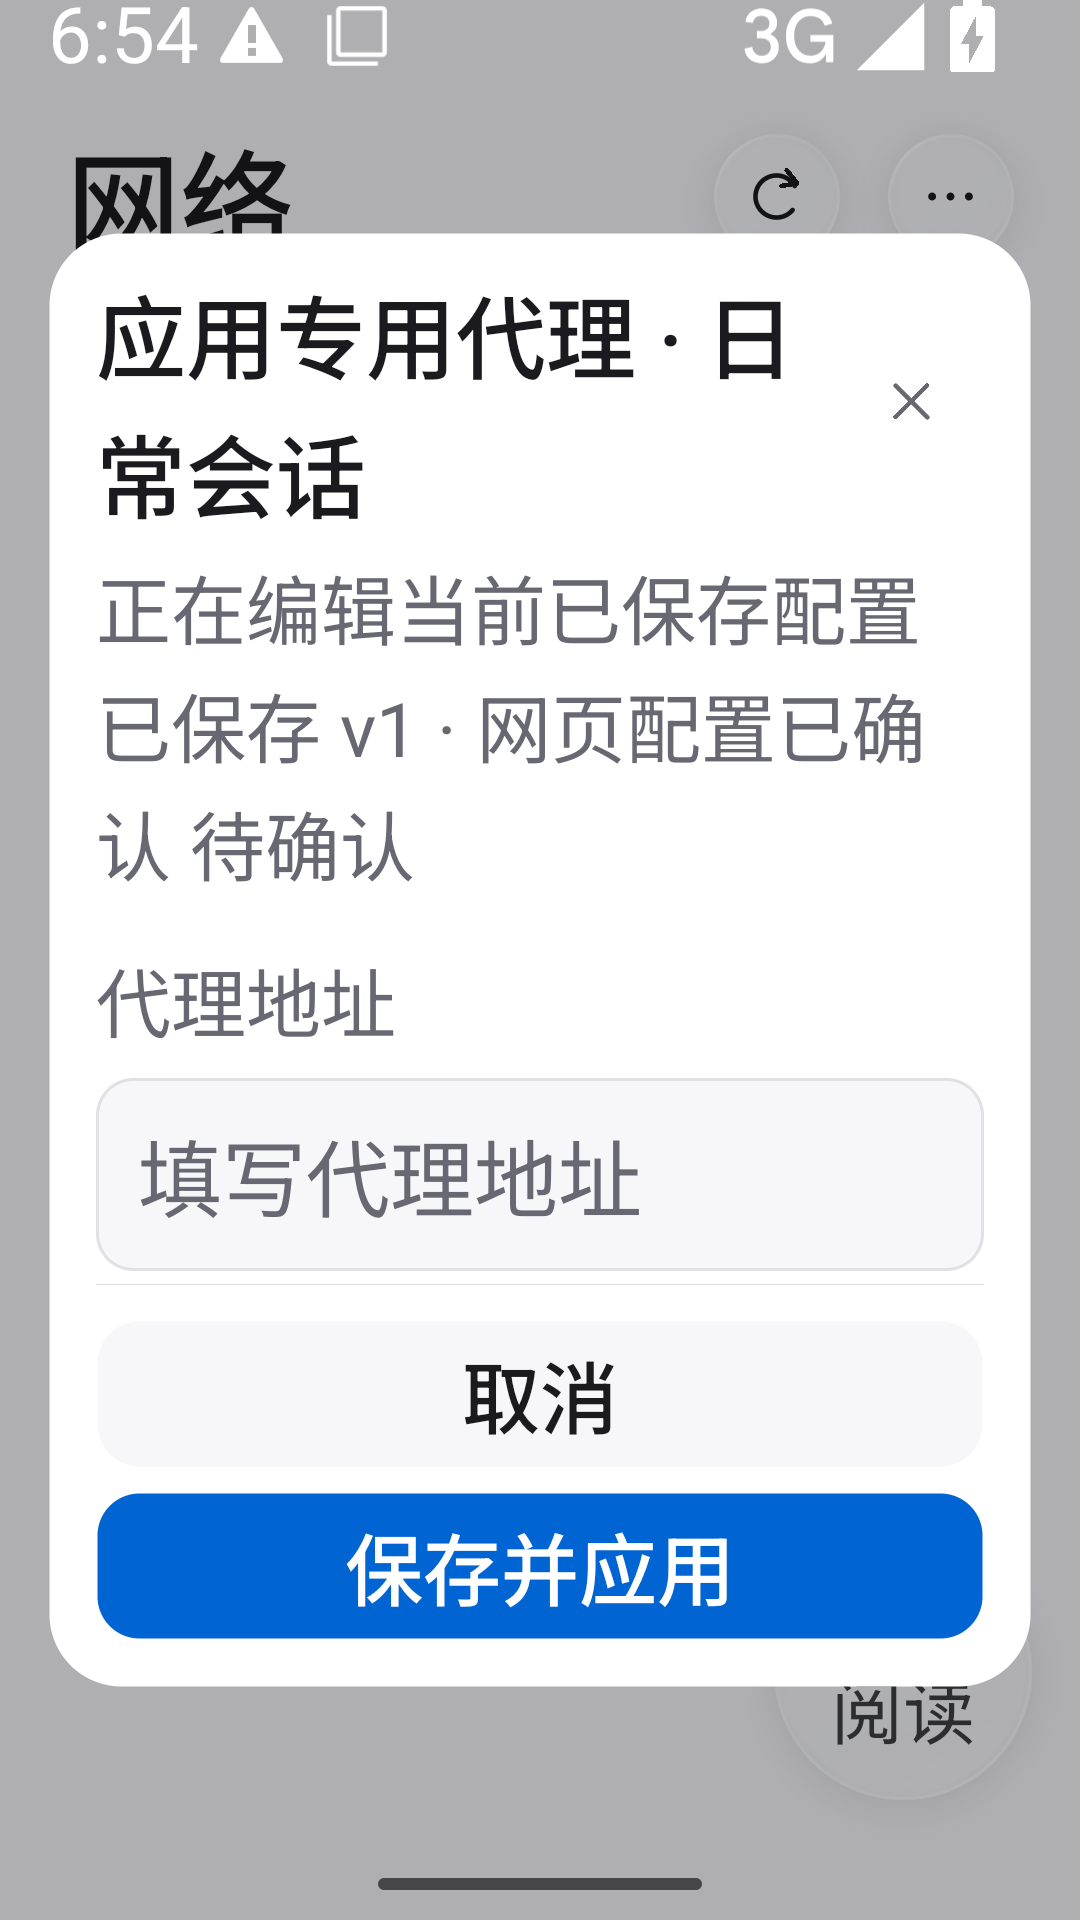 6:54
3G
网络
应用专用代理 · 日
常会话
正在编辑当前已保存配置
已保存 v1 · 网页配置已确
认 待确认
代理地址
填写代理地址
取消
保存并应用
阅读